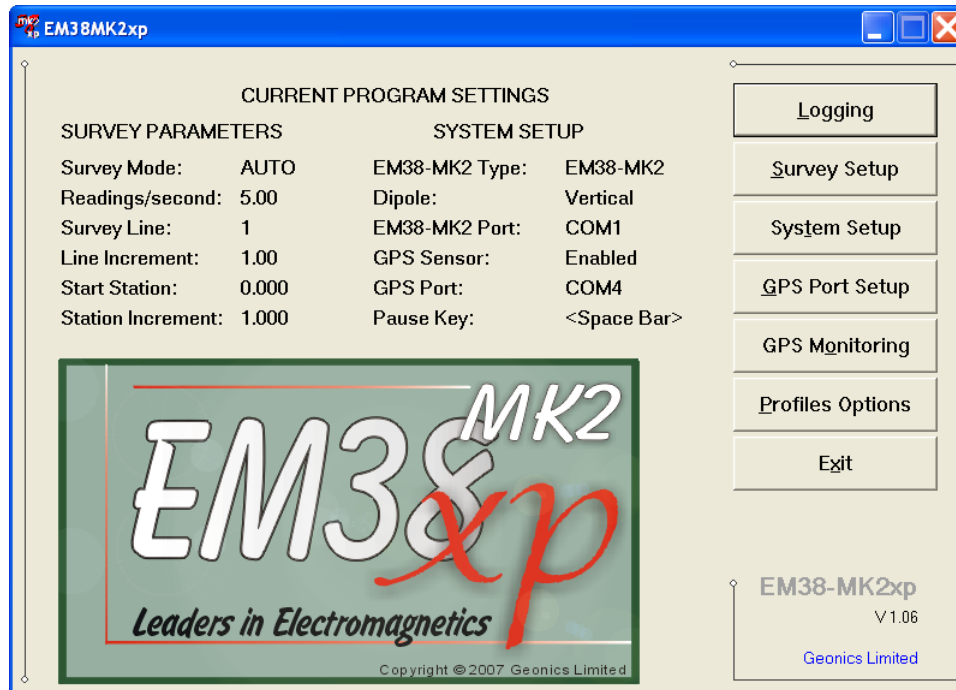 EM38MK2xp
CURRENT PROGRAM SETTINGS
SURVEY PARAMETERS SYSTEM SETUP
Survey Mode: AUTO EM38-MK2 Type: EM38-MK2
Readings/second: 5.00 Dipole: Vertical
Survey Line: 1 EM38-MK2 Port: COM1
Line Increment: 1.00 GPS Sensor: Enabled
Start Station: 0.000 GPS Port: COM4
Station Increment: 1.000 Pause Key: <Space Bar>
Logging
Survey Setup
System Setup
GPS Port Setup
GPS Monitoring
Profiles Options
Exit
EM38 MK2
xp
Leaders in Electromagnetics
Copyright © 2007 Geonics Limited
EM38-MK2xp
V 1.06
Geonics Limited